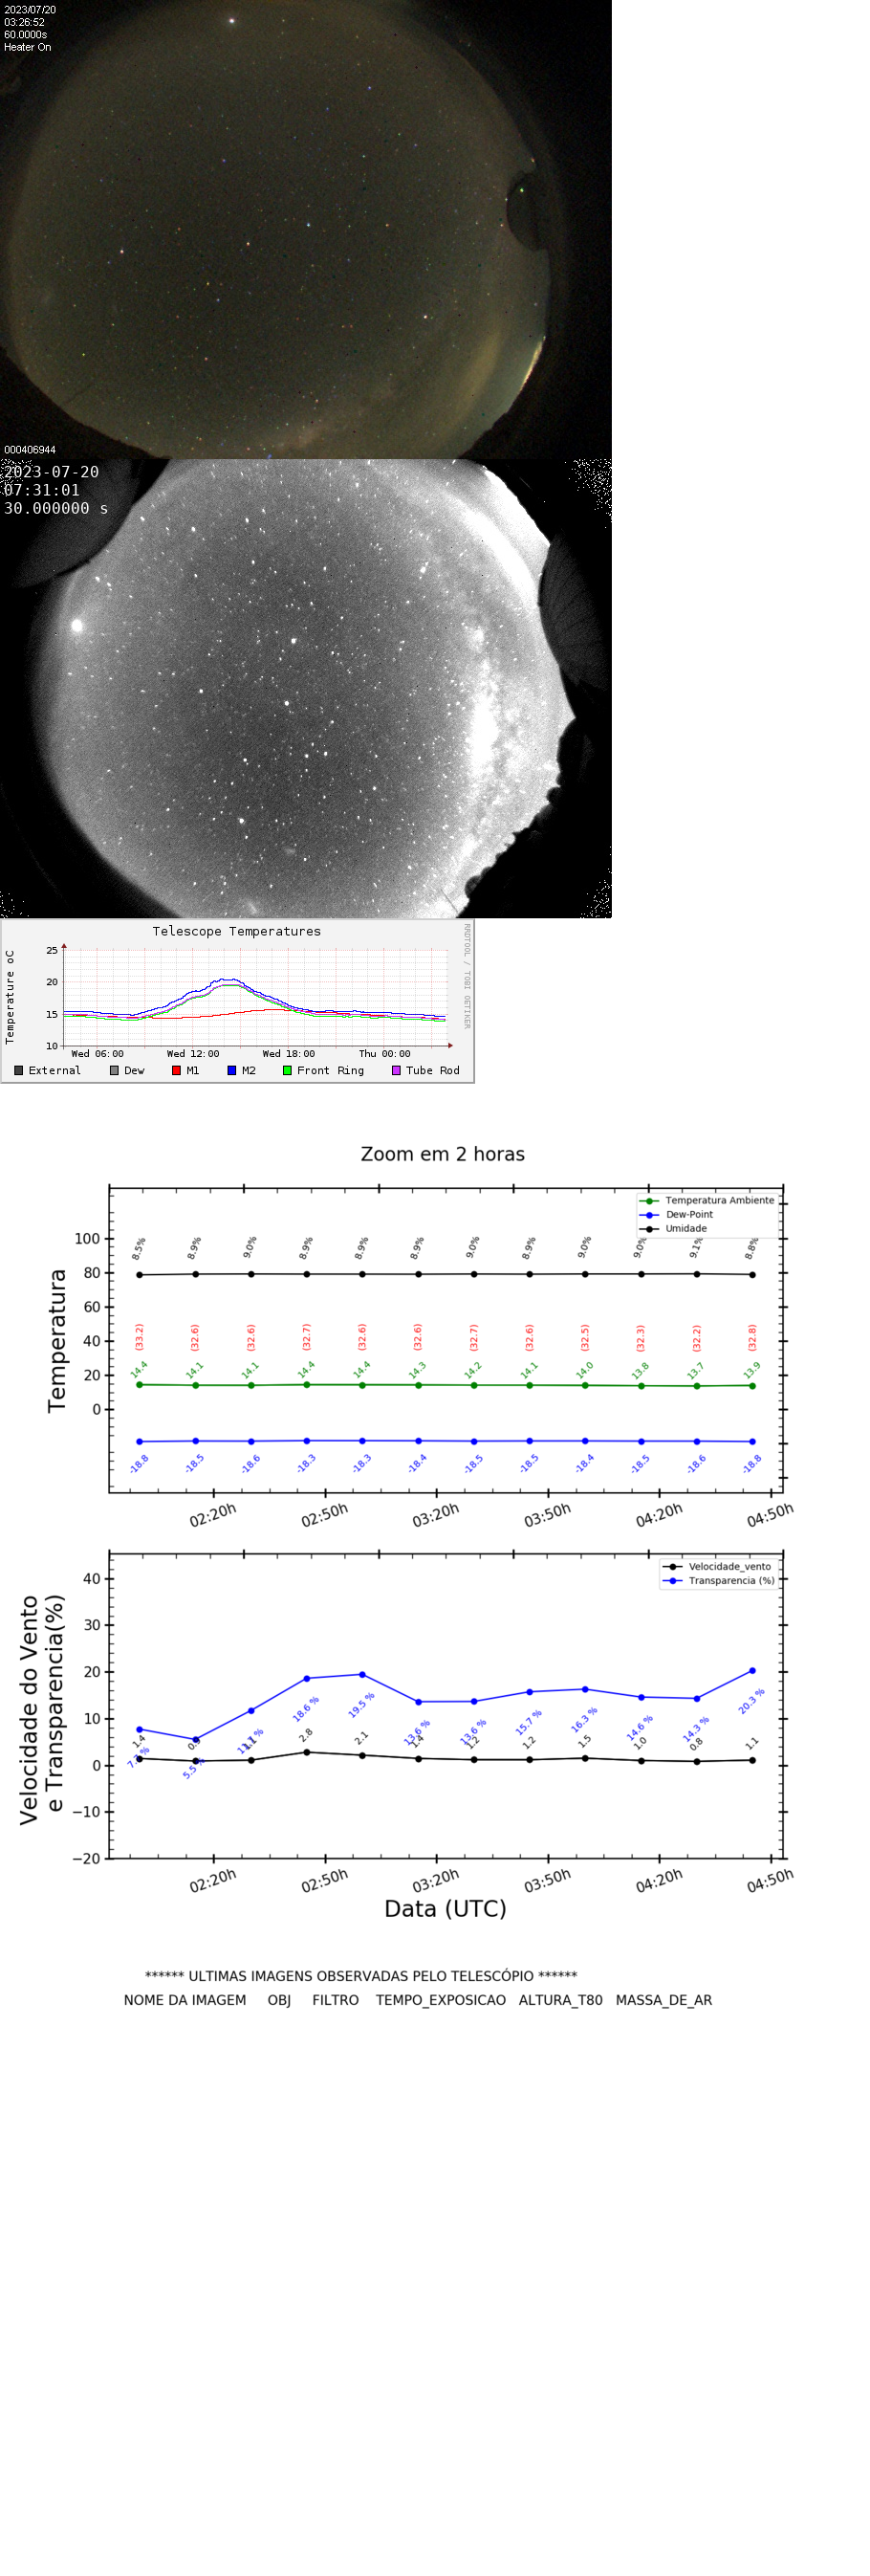 2023/07/20
03:26:52
60.0000s
Heater On
000406944
2023-07-20
07:31:01
30.000000 s
Telescope Temperatures
RRDTOOL / TOBI OETIKER
Temperature oC
25
20
15
10
Wed 06:00 Wed 12:00 Wed 18:00 Thu 00:00
External Dew M1 M2 Front Ring Tube Rod
Zoom em 2 horas
Temperatura
Temperatura Ambiente
Dew-Point
Umidade
100
80
60
40
20
0
8.5% 8.9% 9.0% 8.9% 8.9% 8.9% 9.0% 8.9% 9.0% 9.0% 9.1% 8.8%
(33.2) (32.6) (32.6) (32.7) (32.6) (32.6) (32.7) (32.6) (32.5) (32.3) (32.2) (32.8)
14.4 14.1 14.1 14.4 14.4 14.3 14.2 14.1 14.0 13.8 13.7 13.9
-18.8 -18.5 -18.6 -18.3 -18.3 -18.4 -18.5 -18.5 -18.4 -18.5 -18.6 -18.8
02:20h 02:50h 03:20h 03:50h 04:20h 04:50h
Velocidade do Vento
e Transparencia(%)
Velocidade_vento
Transparencia (%)
40
30
20
10
0
−10
−20
5.5 % 18.6 % 19.5 % 13.6 % 13.6 % 15.7 % 16.3 % 14.6 % 14.3 % 20.3 %
1.4 2.8 2.1 1.4 1.2 1.2 1.5 1.0 0.8 1.1
02:20h 02:50h 03:20h 03:50h 04:20h 04:50h
Data (UTC)
****** ULTIMAS IMAGENS OBSERVADAS PELO TELESCÓPIO ******
NOME DA IMAGEM OBJ FILTRO TEMPO_EXPOSICAO ALTURA_T80 MASSA_DE_AR